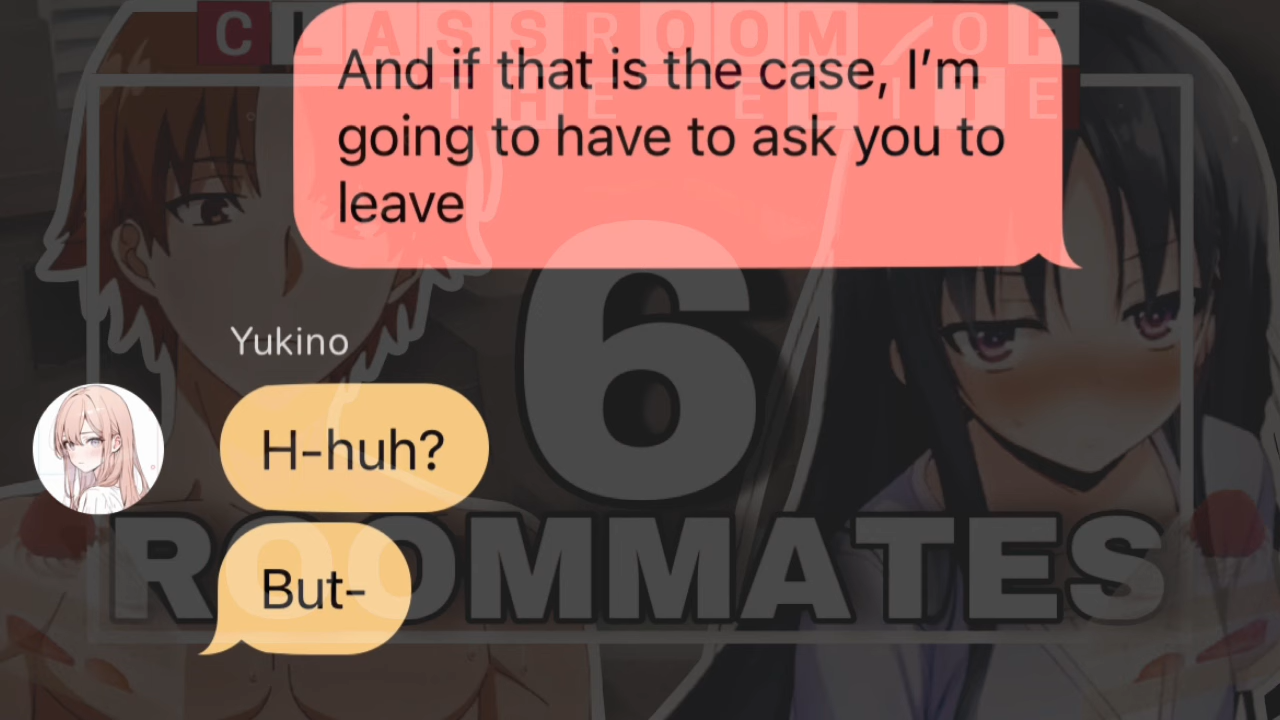 CLASSROOM OF
THE ELITE
And if that is the case, I’m
going to have to ask you to
leave
6
Yukino
H-huh?
But-
ROOMMATES